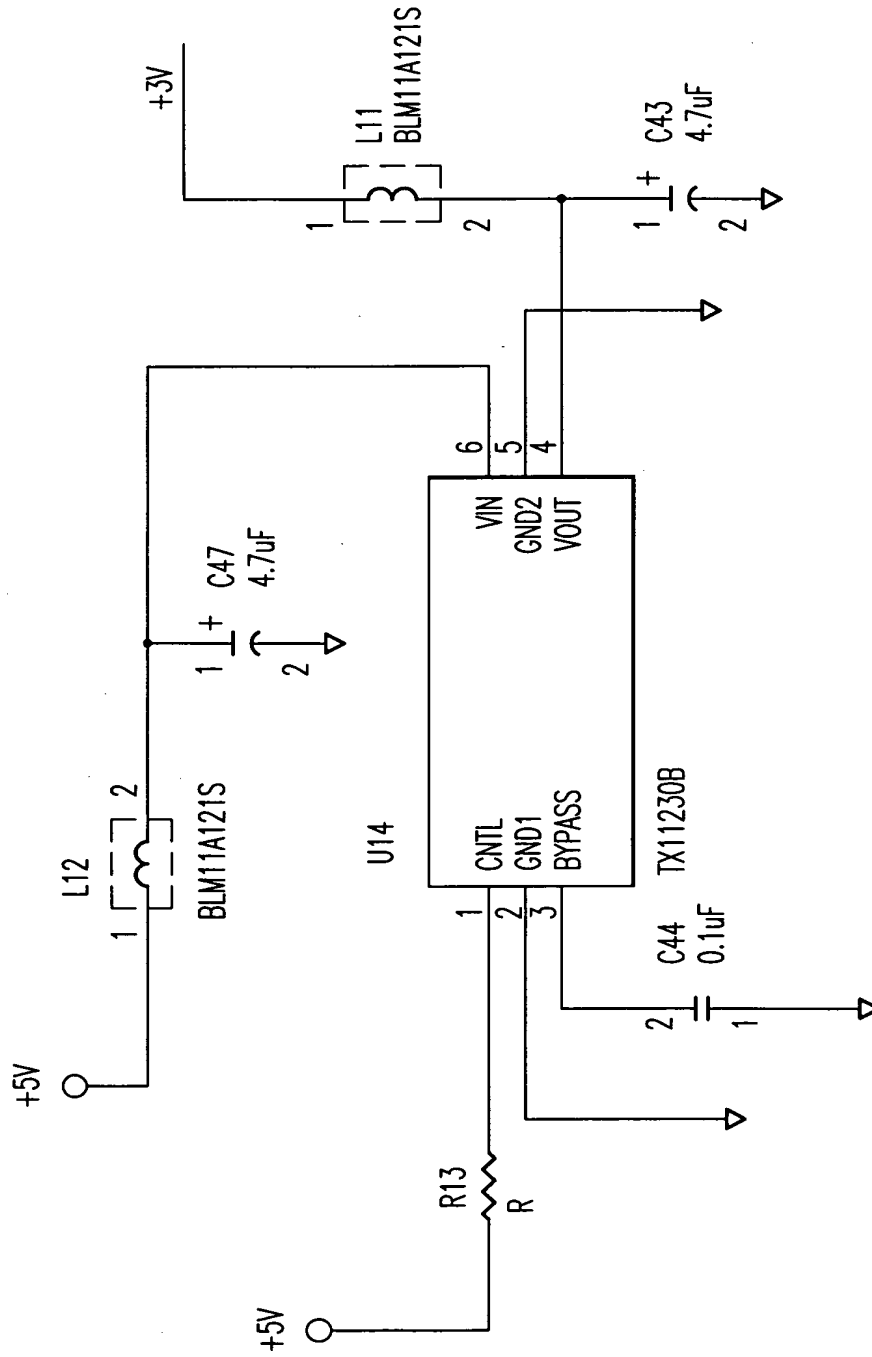 +5V
L12
1
2
BLM11A121S
1
+
C47
4.7uF
2
+3V
1
L11
BLM11A121S
2
1
+
C43
4.7uF
2
+5V
R13
R
U14
1
CNTL
VIN
6
2
GND1
GND2
5
3
BYPASS
VOUT
4
TX11230B
2
C44
0.1uF
1